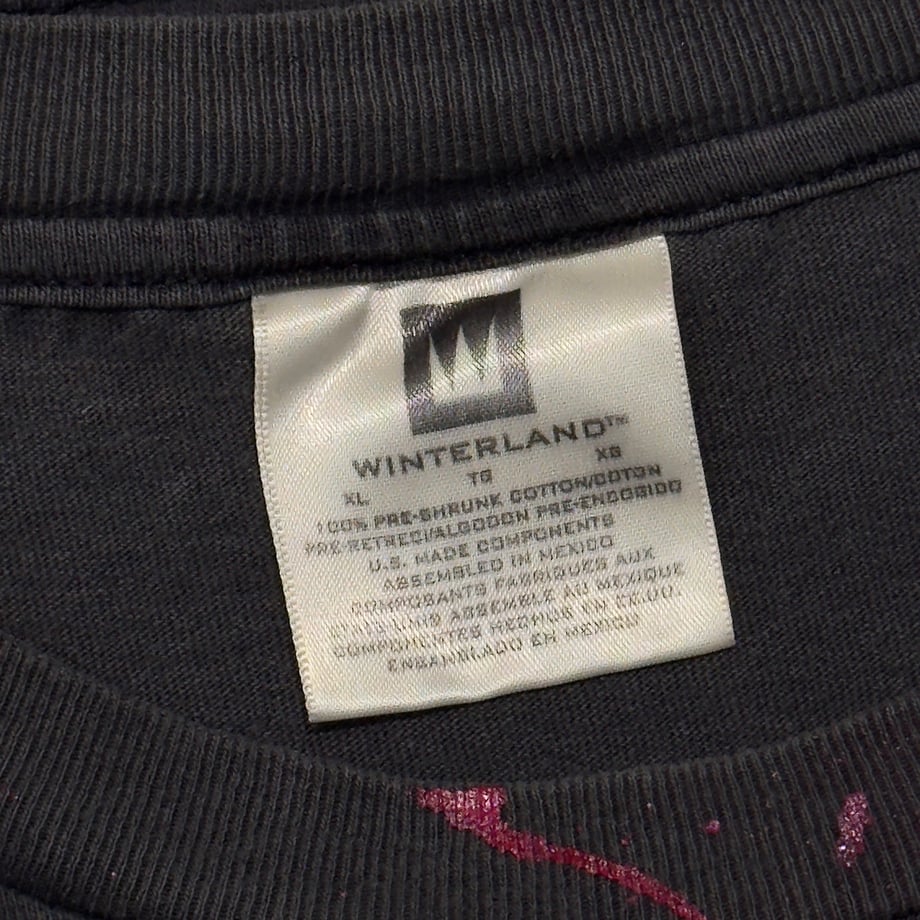 WINTERLAND™
XL TG XG
100% PRE-SHRUNK COTTON/COTON
PRE-RETRECI/ALGODON PRE-ENCOGIDO
U.S. MADE COMPONENTS
ASSEMBLED IN MEXICO
COMPOSANTS FABRIQUES AUX
ETATS UNIS ASSEMBLE AU MEXIQUE
COMPONENTES HECHOS EN EE.UU.
ENSANBLADO EN MEXICO